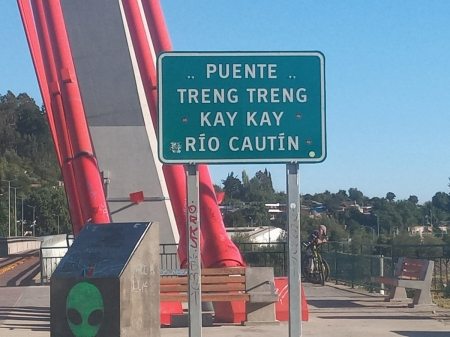 PUENTE
TRENG TRENG
KAY KAY
RÍO CAUTÍN